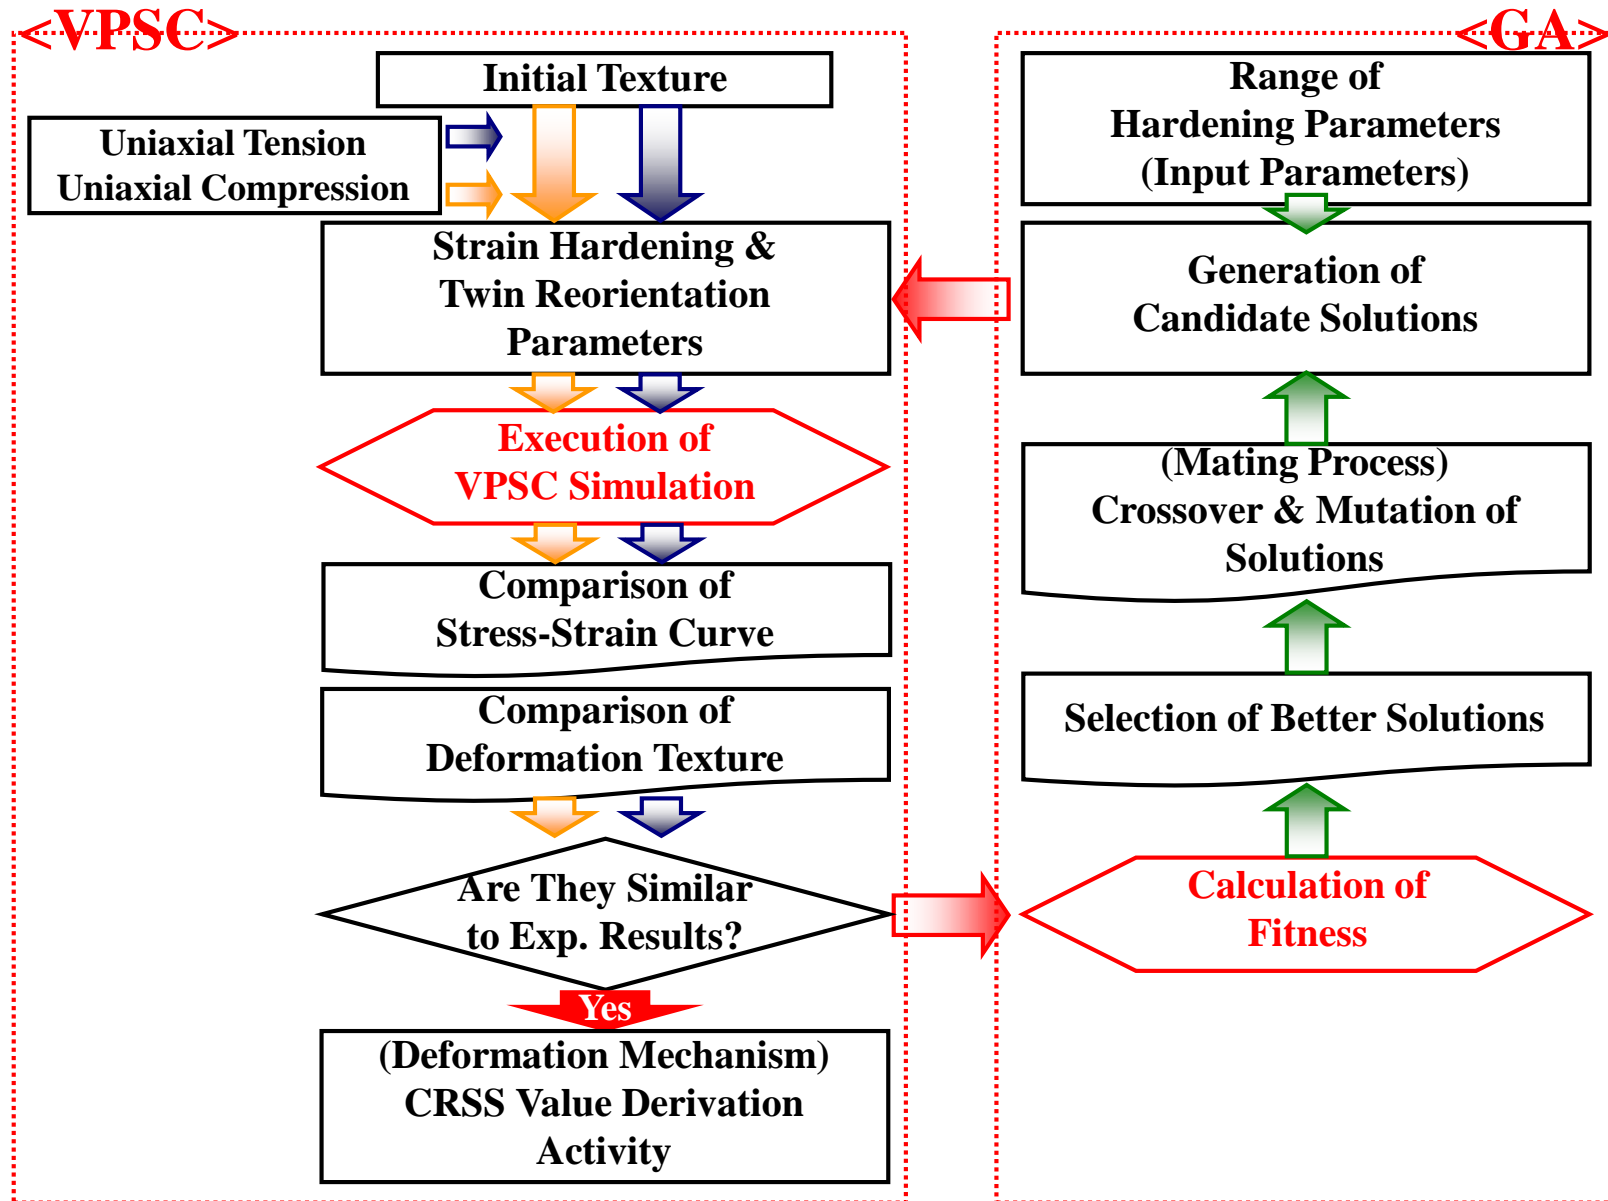 <VPSC>
Initial Texture
Uniaxial Tension
Uniaxial Compression
Strain Hardening &
Twin Reorientation
Parameters
Execution of
VPSC Simulation
Comparison of
Stress-Strain Curve
Comparison of
Deformation Texture
Are They Similar
to Exp. Results?
Yes
(Deformation Mechanism)
CRSS Value Derivation
Activity
<GA>
Range of
Hardening Parameters
(Input Parameters)
Generation of
Candidate Solutions
(Mating Process)
Crossover & Mutation of
Solutions
Selection of Better Solutions
Calculation of
Fitness